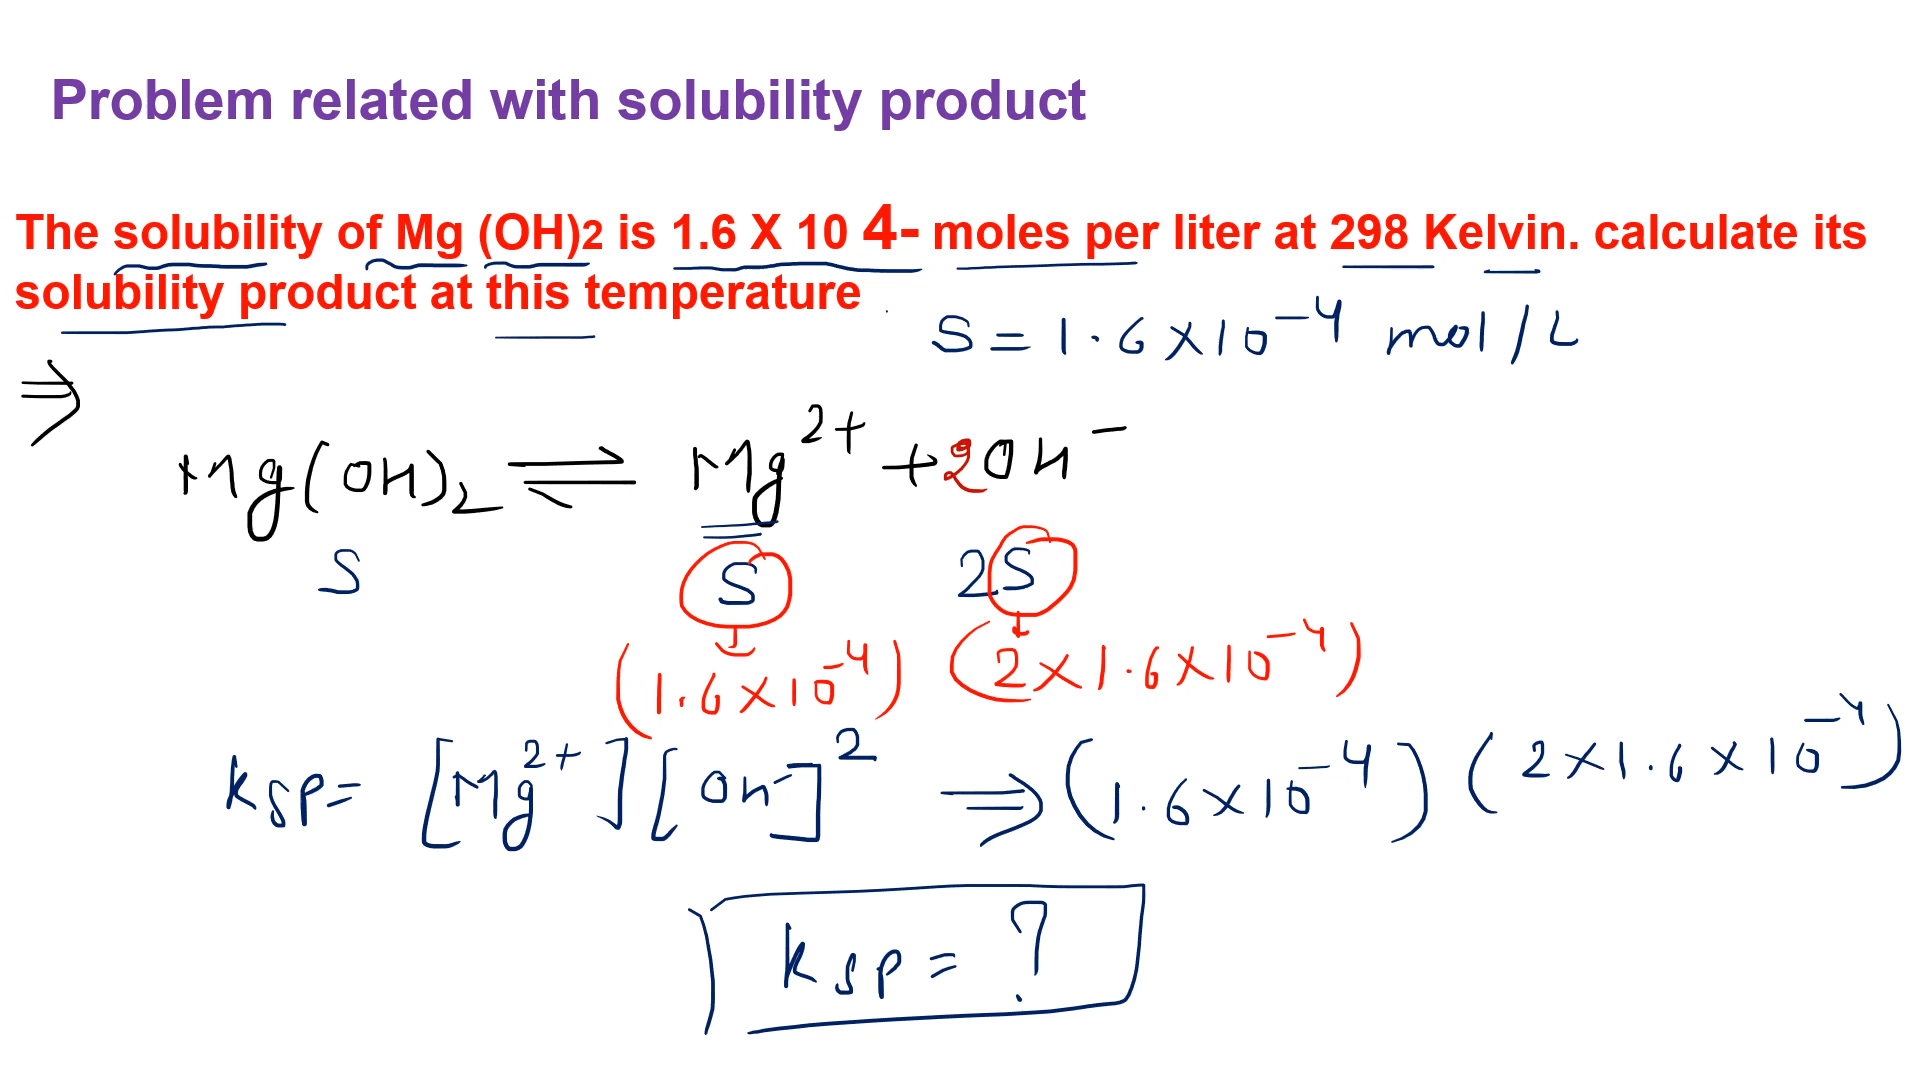 Problem related with solubility product
The solubility of Mg (OH)2 is 1.6 X 10 4- moles per liter at 298 Kelvin. calculate its
solubility product at this temperature
S = 1.6 × 10⁻⁴ mol/L
⇒
Mg(OH)₂ ⇌ Mg²⁺ + 2OH⁻
S S 2S
(1.6 × 10⁻⁴) (2 × 1.6 × 10⁻⁴)
ksp = [Mg²⁺] [OH⁻]² ⇒ (1.6 × 10⁻⁴) (2 × 1.6 × 10⁻⁴)
ksp = ?